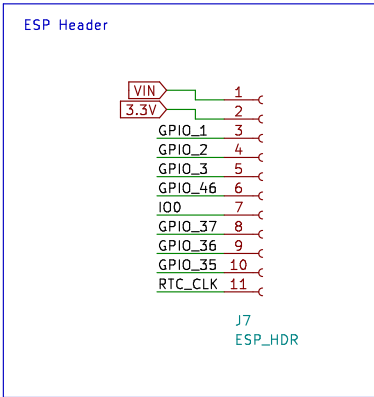 ESP Header
VIN 1
3.3V 2
GPIO_1 3
GPIO_2 4
GPIO_3 5
GPIO_46 6
IO0 7
GPIO_37 8
GPIO_36 9
GPIO_35 10
RTC_CLK 11
J7
ESP_HDR